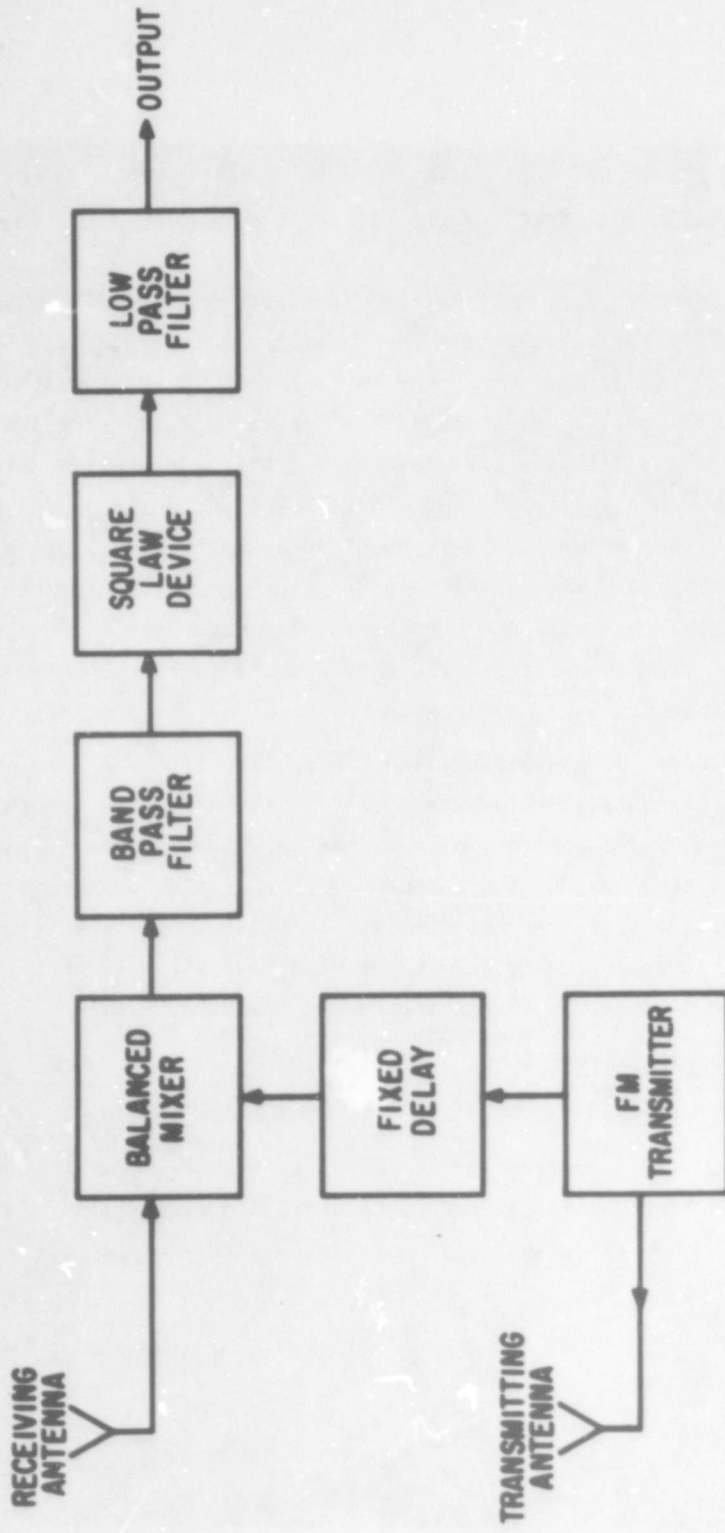 RECEIVING
ANTENNA
BALANCED
MIXER
BAND
PASS
FILTER
SQUARE
LAW
DEVICE
LOW
PASS
FILTER
OUTPUT
FIXED
DELAY
TRANSMITTING
ANTENNA
FM
TRANSMITTER